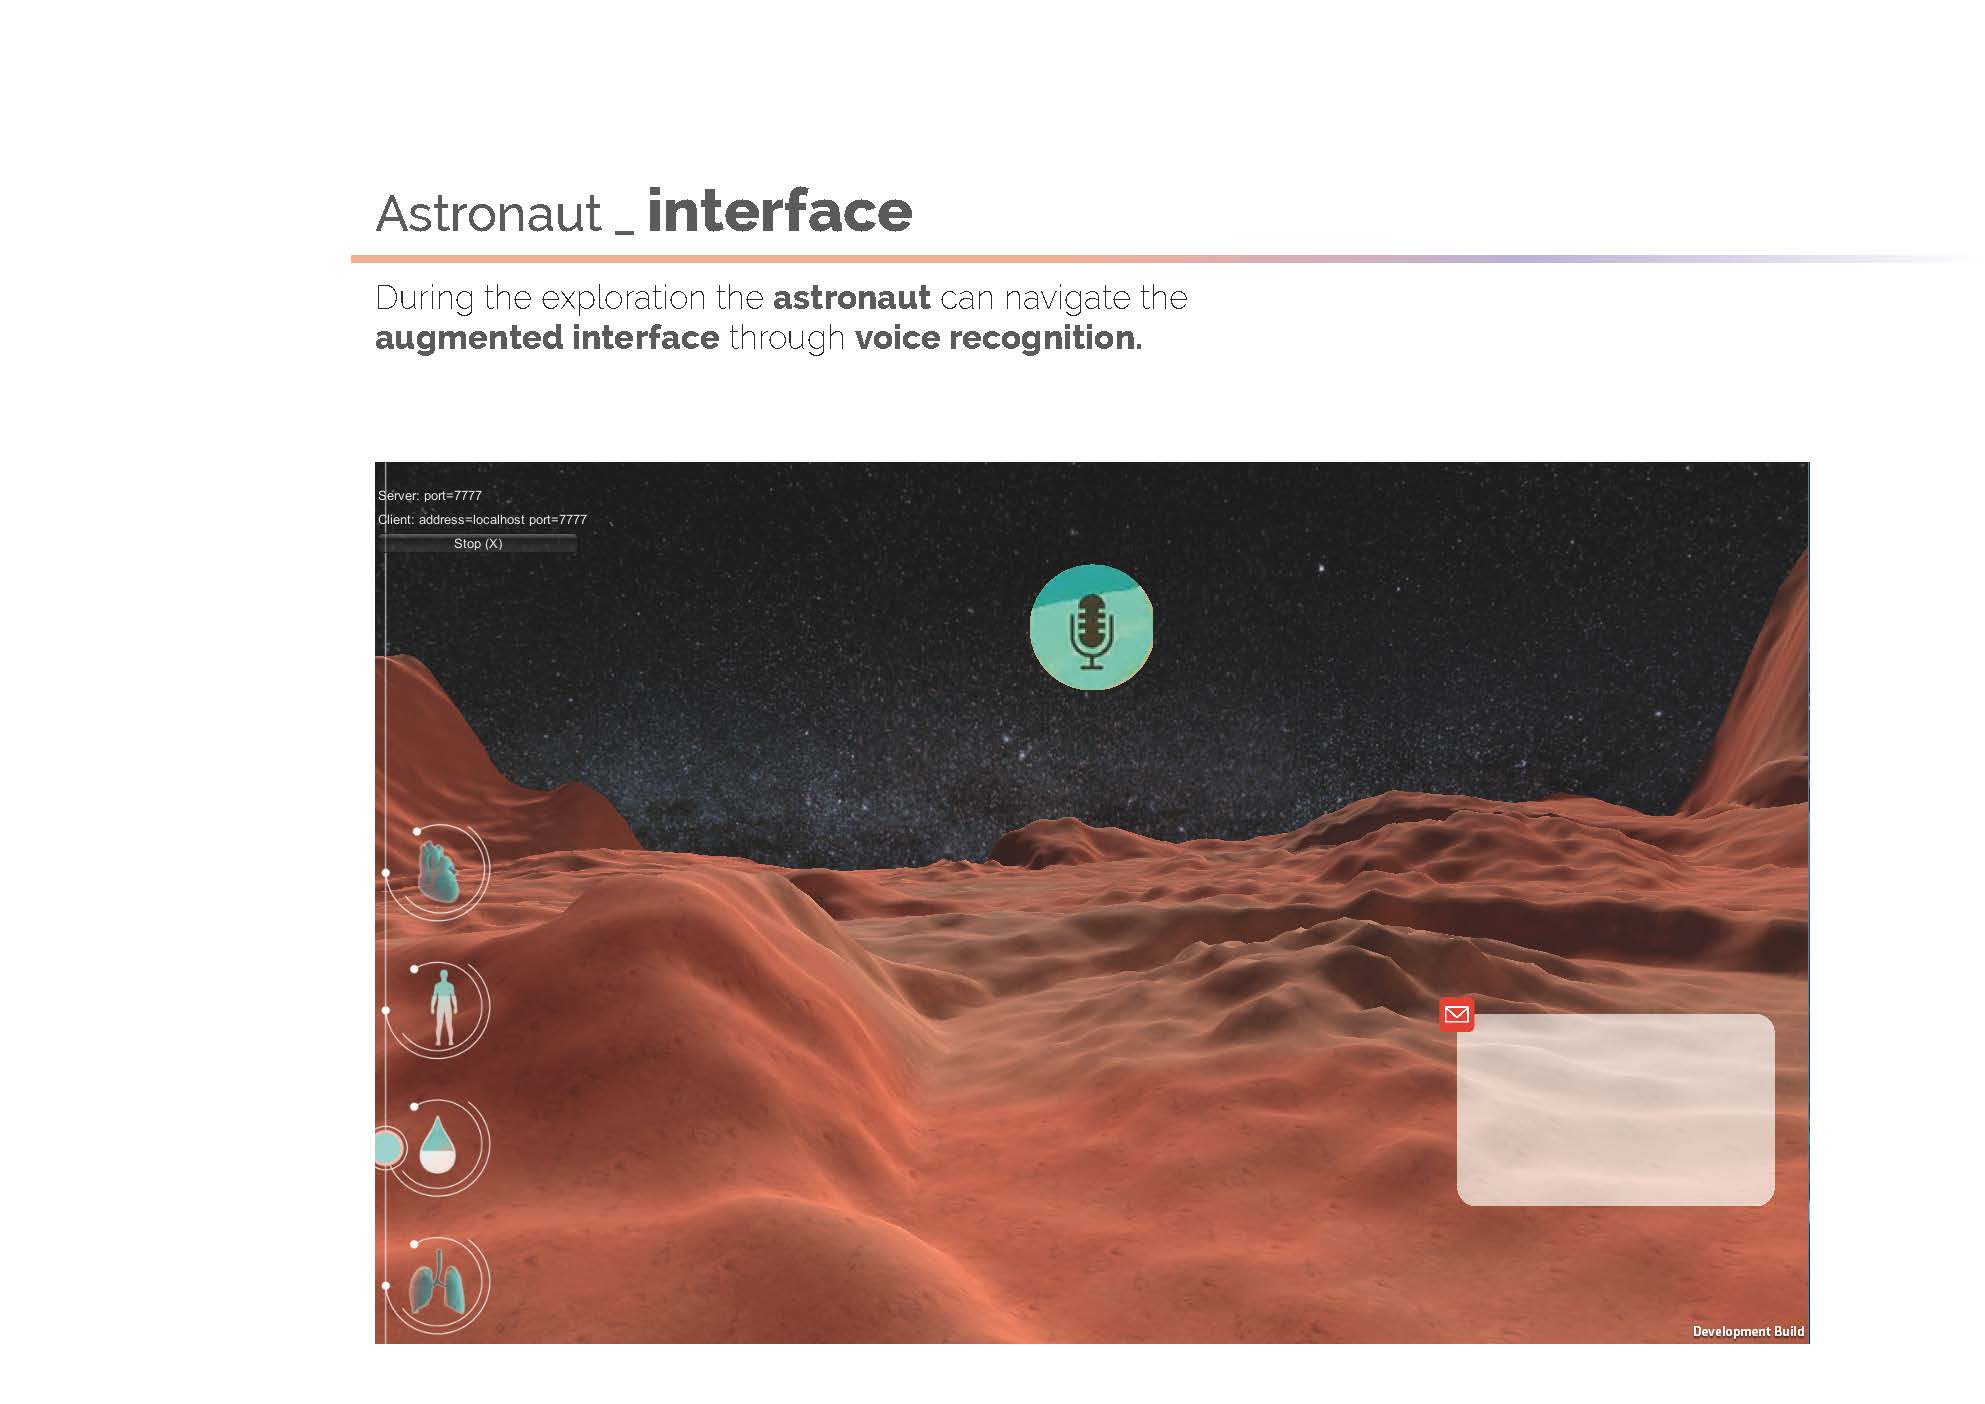 Astronaut _ interface
During the exploration the astronaut can navigate the
augmented interface through voice recognition.
Server: port=7777
Client: address=localhost port=7777
Stop (X)
Development Build